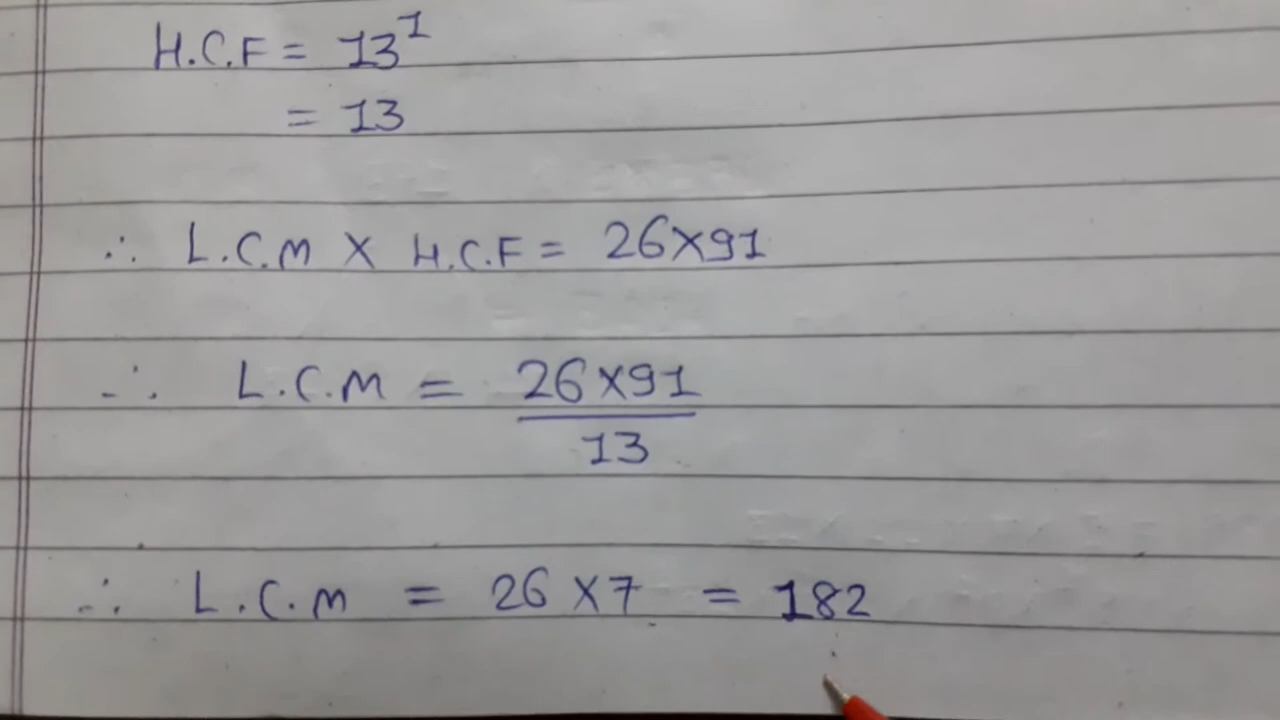 H.C.F = 13¹
= 13
∴ L.C.M × H.C.F = 26×91
∴ L.C.M = 26×91
13
∴ L.C.M = 26×7 = 182